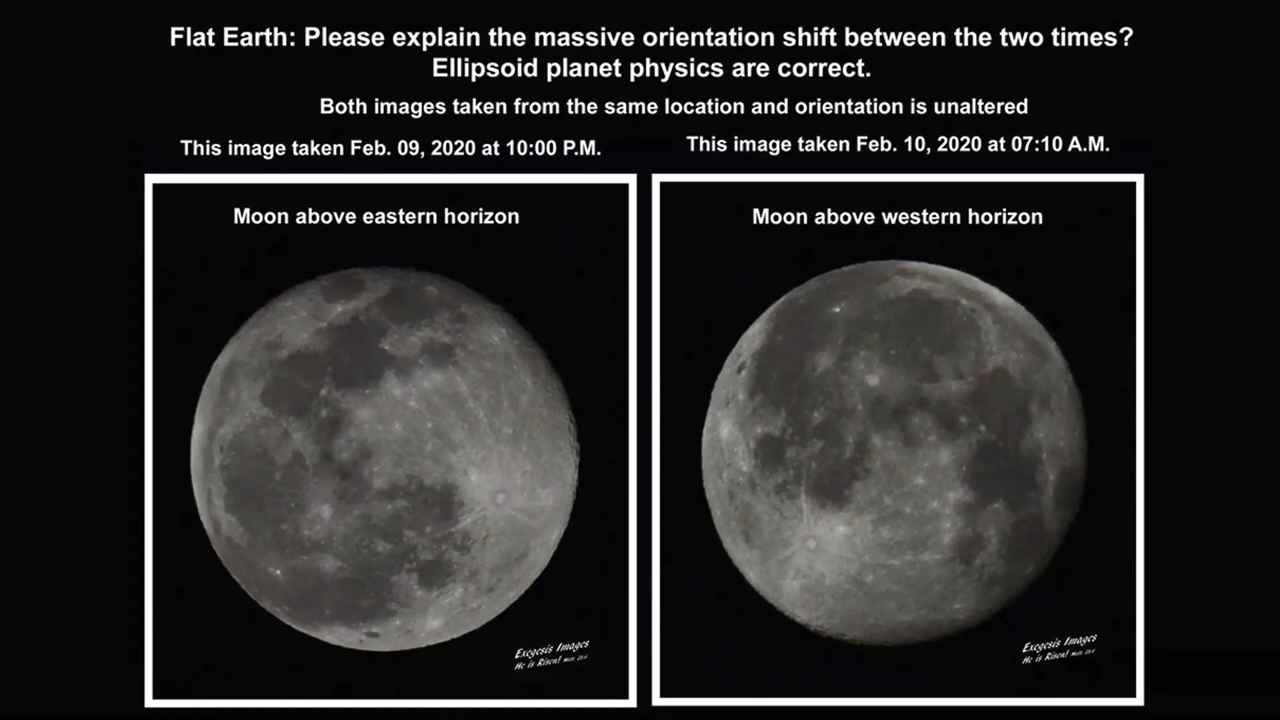 Flat Earth: Please explain the massive orientation shift between the two times?
Ellipsoid planet physics are correct.
Both images taken from the same location and orientation is unaltered
This image taken Feb. 09, 2020 at 10:00 P.M.
Moon above eastern horizon
Exegesis Images
He is Risen!
This image taken Feb. 10, 2020 at 07:10 A.M.
Moon above western horizon
Exegesis Images
He is Risen!